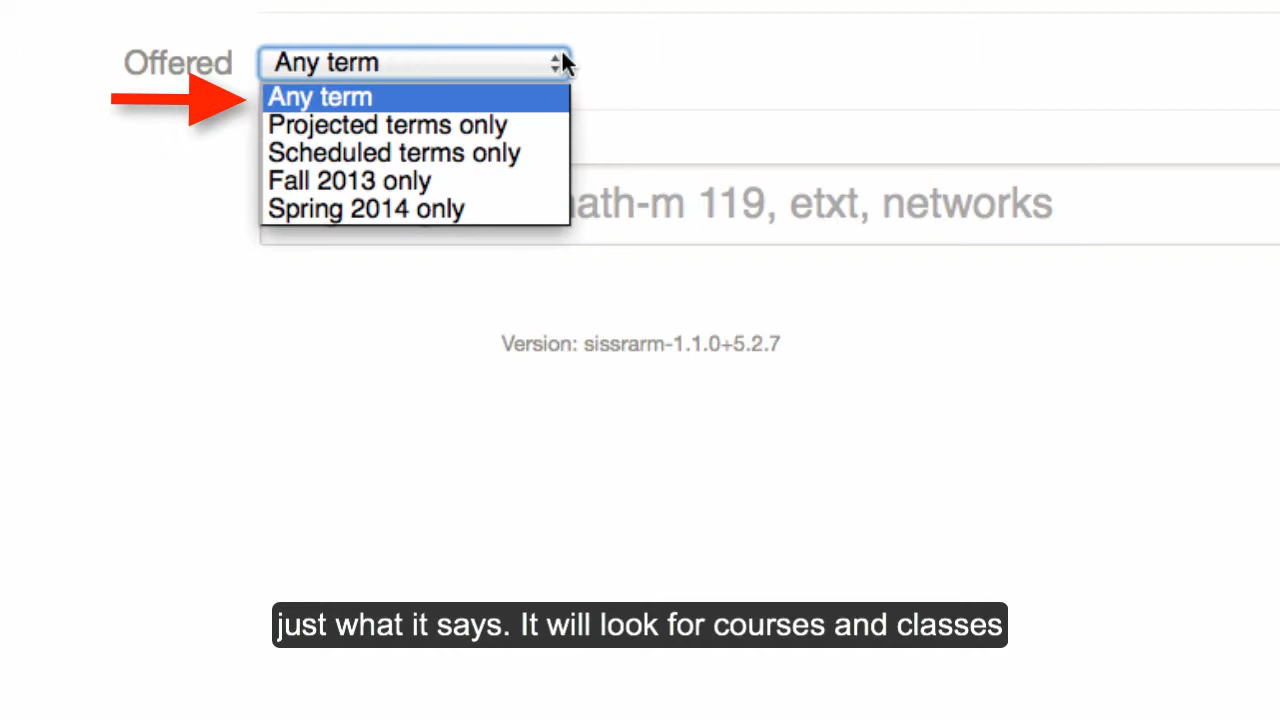 Offered Any term
Any term
Projected terms only
Scheduled terms only
Fall 2013 only
Spring 2014 only
119, etxt, networks
Version: sissrarm-1.1.0+5.2.7
just what it says. It will look for courses and classes